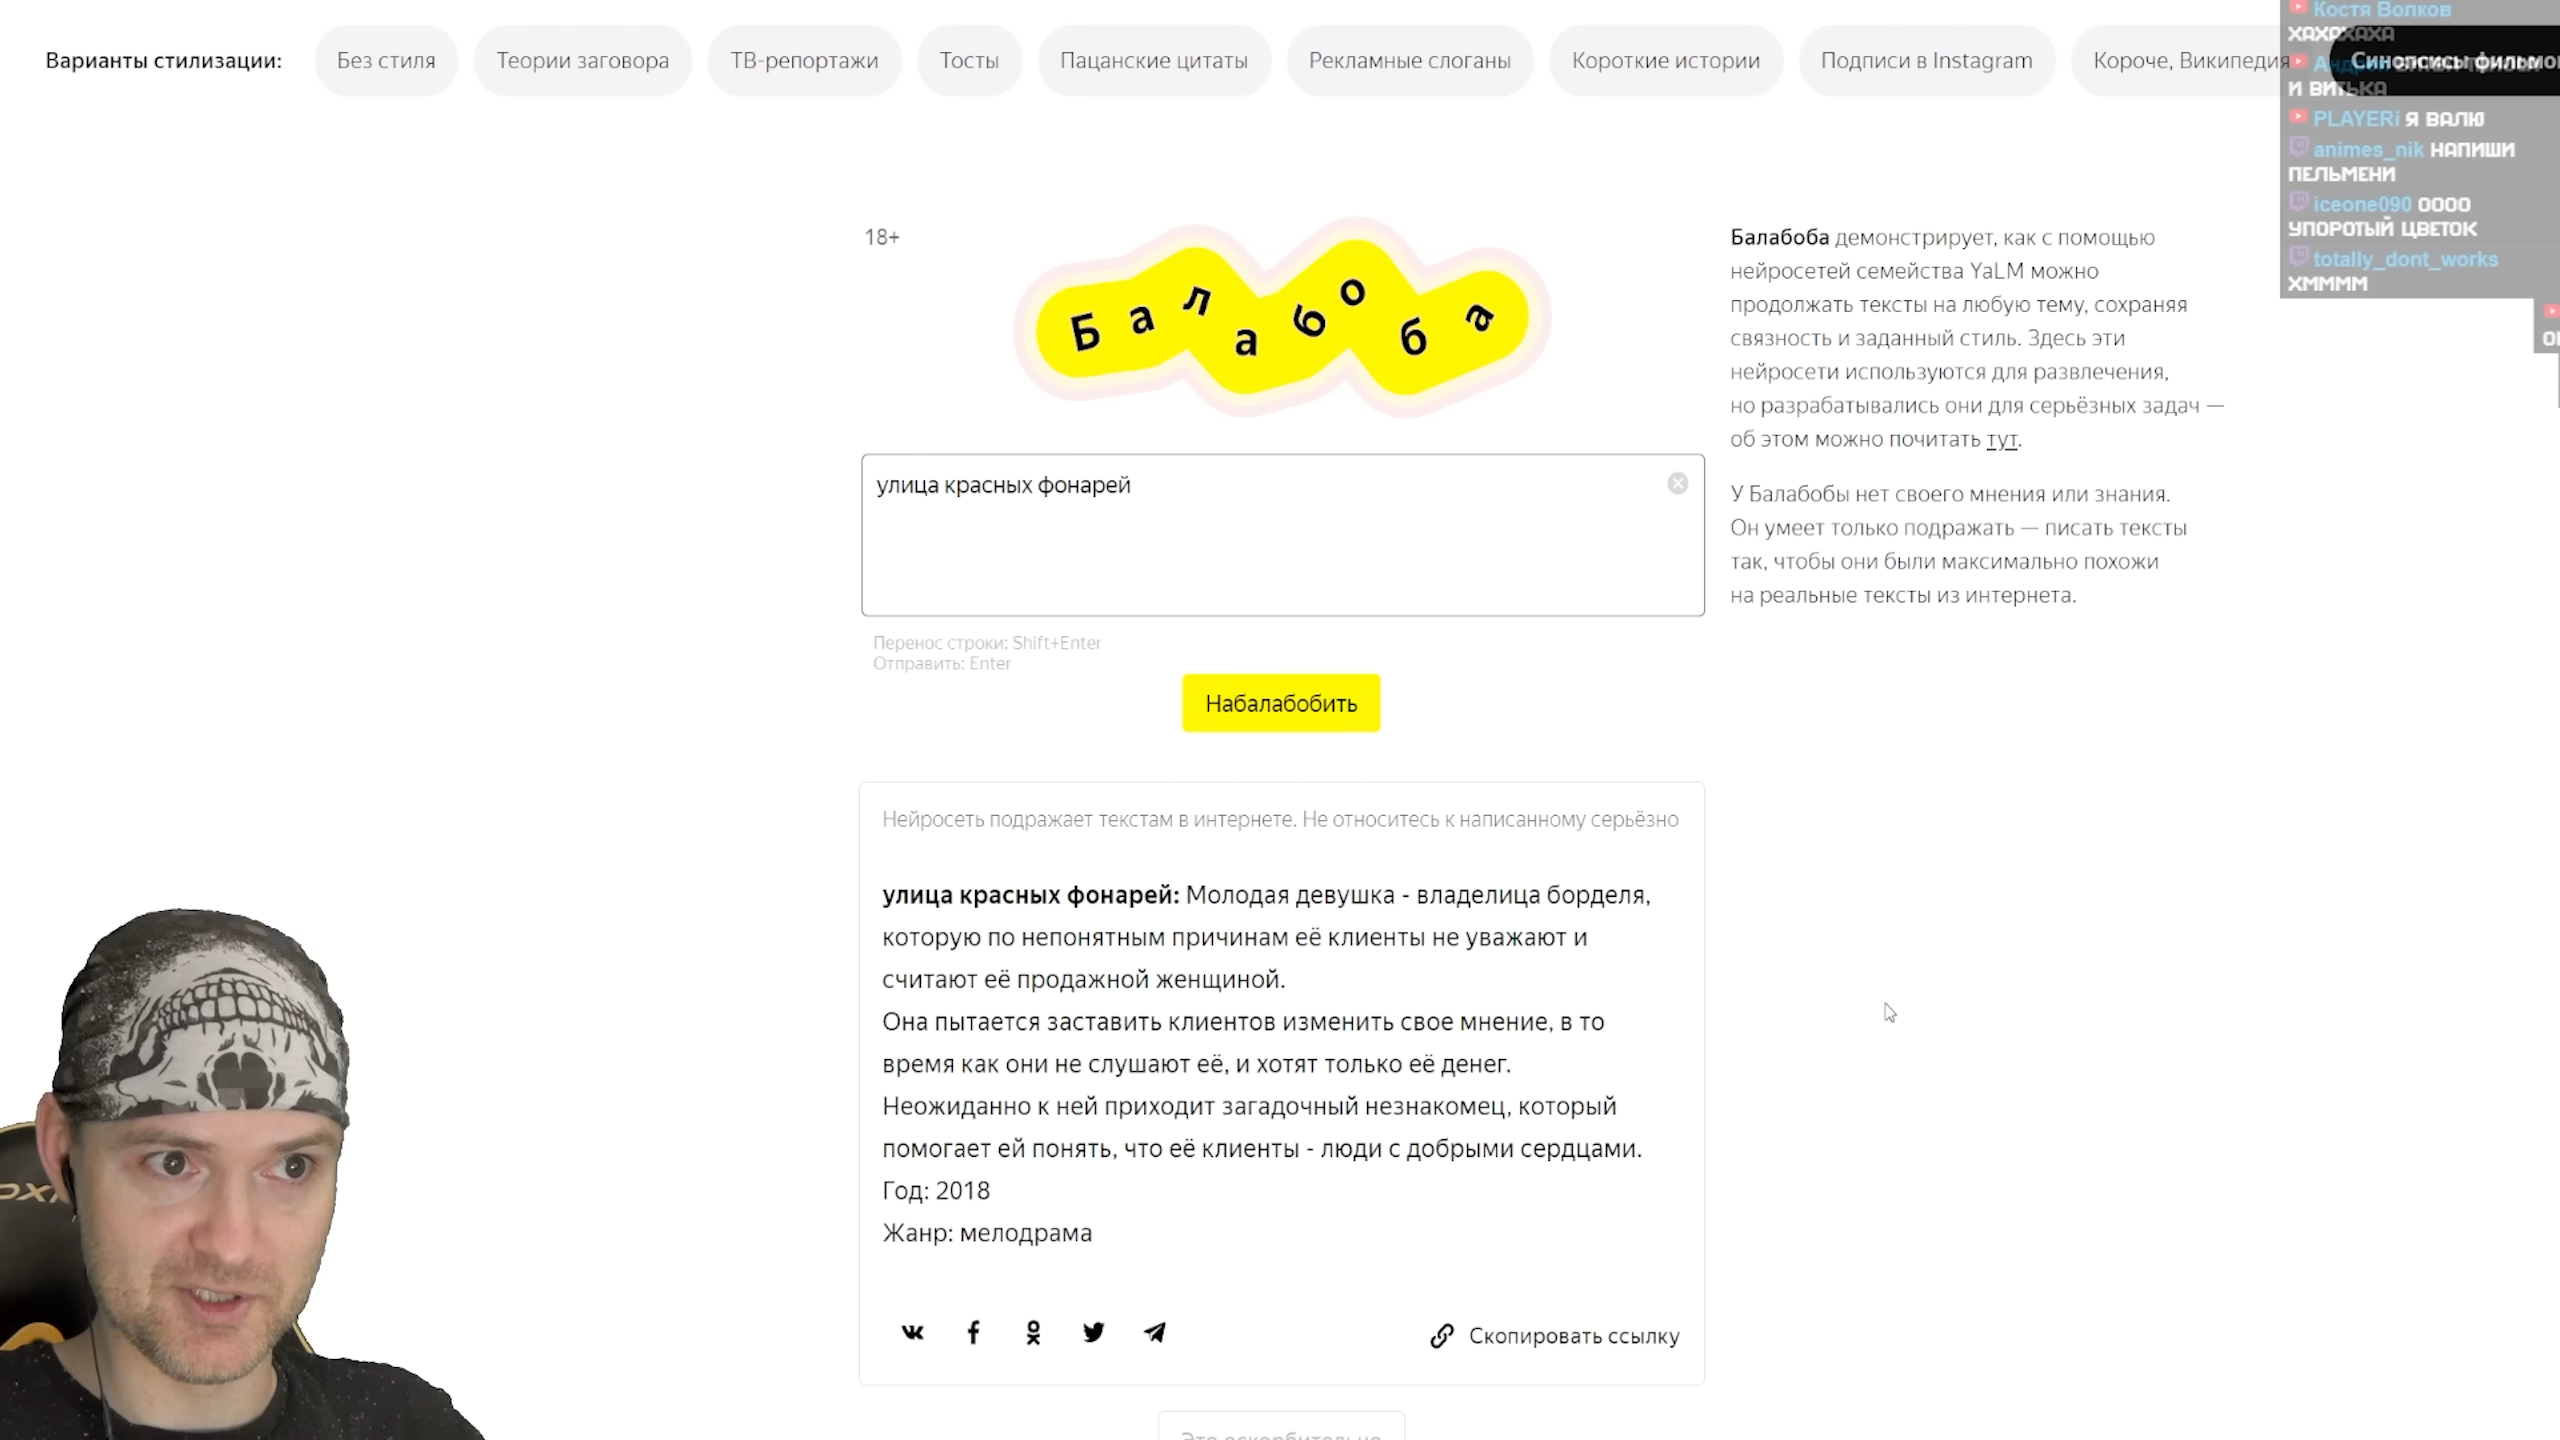 Варианты стилизации:
Без стиля
Теории заговора
ТВ-репортажи
Тосты
Пацанские цитаты
Рекламные слоганы
Короткие истории
Подписи в Instagram
Короче, Википедия
Синопсисы
Костя Волков
ХАХАХАХА
И ВИТЬКА
PLAYERi Я ВАЛЮ
animes_nik НАПИШИ
ПЕЛЬМЕНИ
iceone090 ОООО
УПОРОТЫЙ ЦВЕТОК
totally_dont_works
ХММММ
18+
Балабоба
Балабоба демонстрирует, как с помощью
нейросетей семейства YaLM можно
продолжать тексты на любую тему, сохраняя
связность и заданный стиль. Здесь эти
нейросети используются для развлечения,
но разрабатывались они для серьёзных задач —
об этом можно почитать тут.
У Балабобы нет своего мнения или знания.
Он умеет только подражать — писать тексты
так, чтобы они были максимально похожи
на реальные тексты из интернета.
улица красных фонарей
Перенос строки: Shift+Enter
Отправить: Enter
Набалабобить
Нейросеть подражает текстам в интернете. Не относитесь к написанному серьёзно
улица красных фонарей: Молодая девушка - владелица борделя,
которую по непонятным причинам её клиенты не уважают и
считают её продажной женщиной.
Она пытается заставить клиентов изменить свое мнение, в то
время как они не слушают её, и хотят только её денег.
Неожиданно к ней приходит загадочный незнакомец, который
помогает ей понять, что её клиенты - люди с добрыми сердцами.
Год: 2018
Жанр: мелодрама
Скопировать ссылку
Это оскорбительно